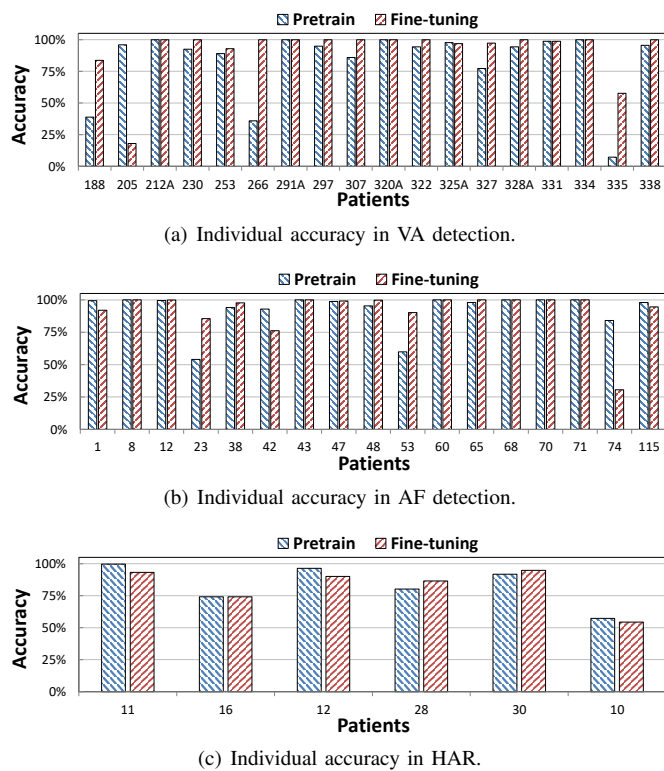 Pretrain Fine-tuning
100%
75%
50%
25%
0%
Accuracy
188 205 212A 230 253 266 291A 297 307 320A 322 325A 327 328A 331 334 335 338
Patients
(a) Individual accuracy in VA detection.
Pretrain Fine-tuning
100%
75%
50%
25%
0%
Accuracy
1 8 12 23 38 42 43 47 48 53 60 65 68 70 71 74 115
Patients
(b) Individual accuracy in AF detection.
Pretrain Fine-tuning
100%
75%
50%
25%
0%
Accuracy
11 16 12 28 30 10
Patients
(c) Individual accuracy in HAR.